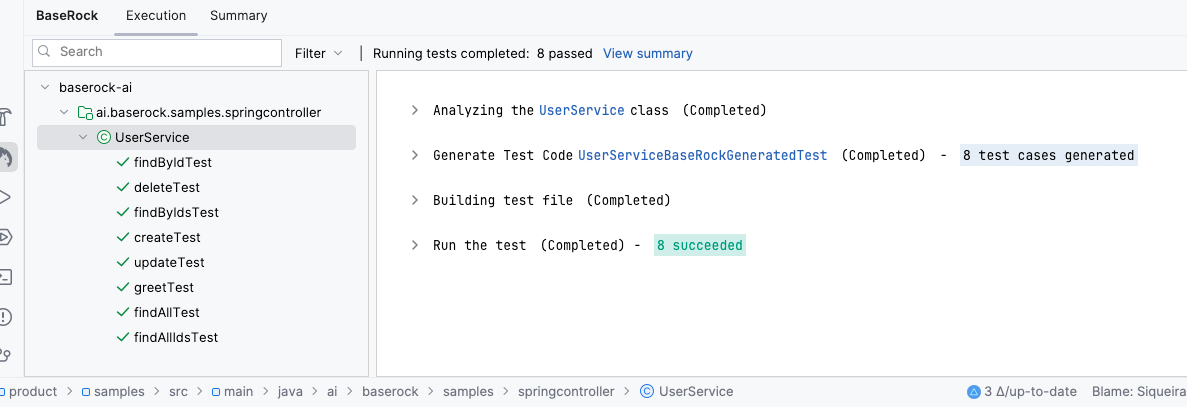 BaseRock Execution Summary
Search Filter | Running tests completed: 8 passed View summary
baserock-ai
ai.baserock.samples.springcontroller
UserService
findByIdTest
deleteTest
findByIdsTest
createTest
updateTest
greetTest
findAllTest
findAllIdsTest
Analyzing the UserService class (Completed)
Generate Test Code UserServiceBaseRockGeneratedTest (Completed) - 8 test cases generated
Building test file (Completed)
Run the test (Completed) - 8 succeeded
product > samples > src > main > java > ai > baserock > samples > springcontroller > UserService 3 Δ/up-to-date Blame: Siqueira